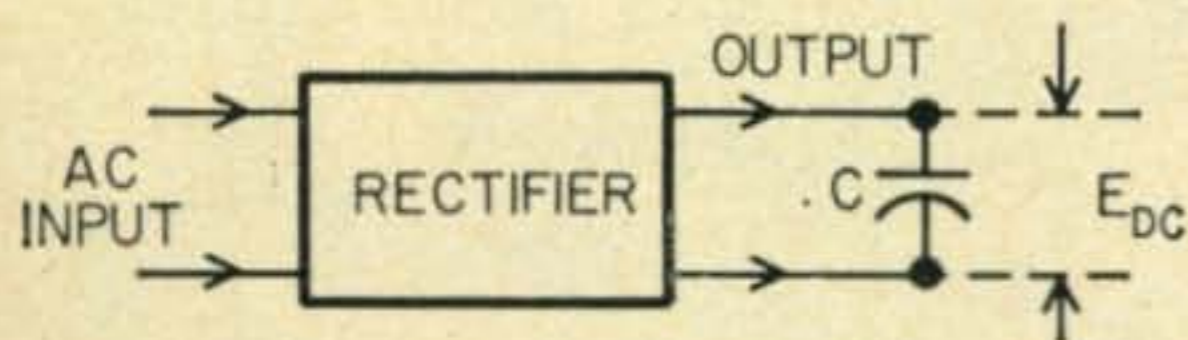 OUTPUT
AC
INPUT
RECTIFIER
C
E_DC